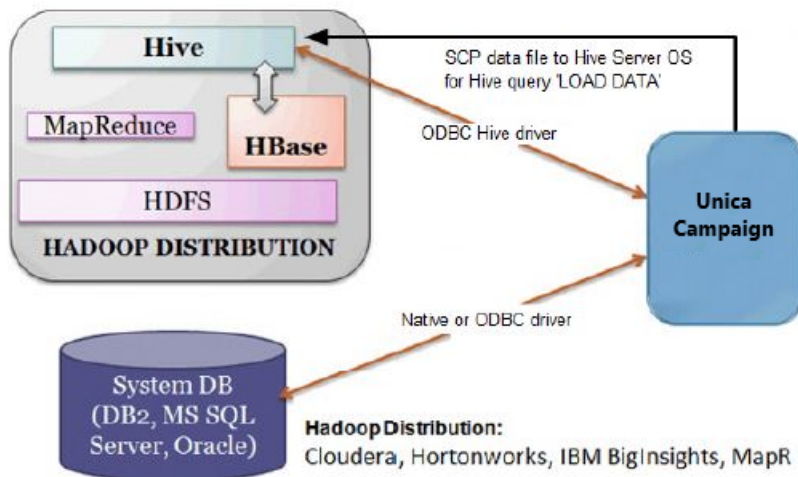 Hive
SCP data file to Hive Server OS
for Hive query 'LOAD DATA'
MapReduce
HBase
ODBC Hive driver
HDFS
HADOOP DISTRIBUTION
Unica
Campaign
Native or ODBC driver
System DB
(DB2, MS SQL
Server, Oracle)
Hadoop Distribution:
Cloudera, Hortonworks, IBM BigInsights, MapR